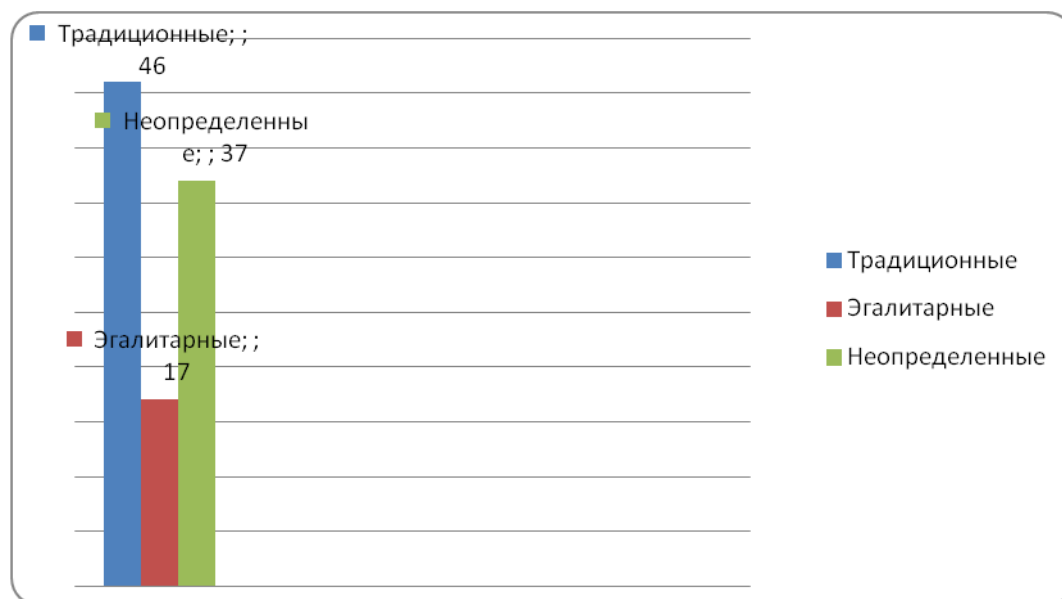 Традиционные; ;
46
Неопределенны
е; ; 37
Эгалитарные; ;
17
Традиционные
Эгалитарные
Неопределенные